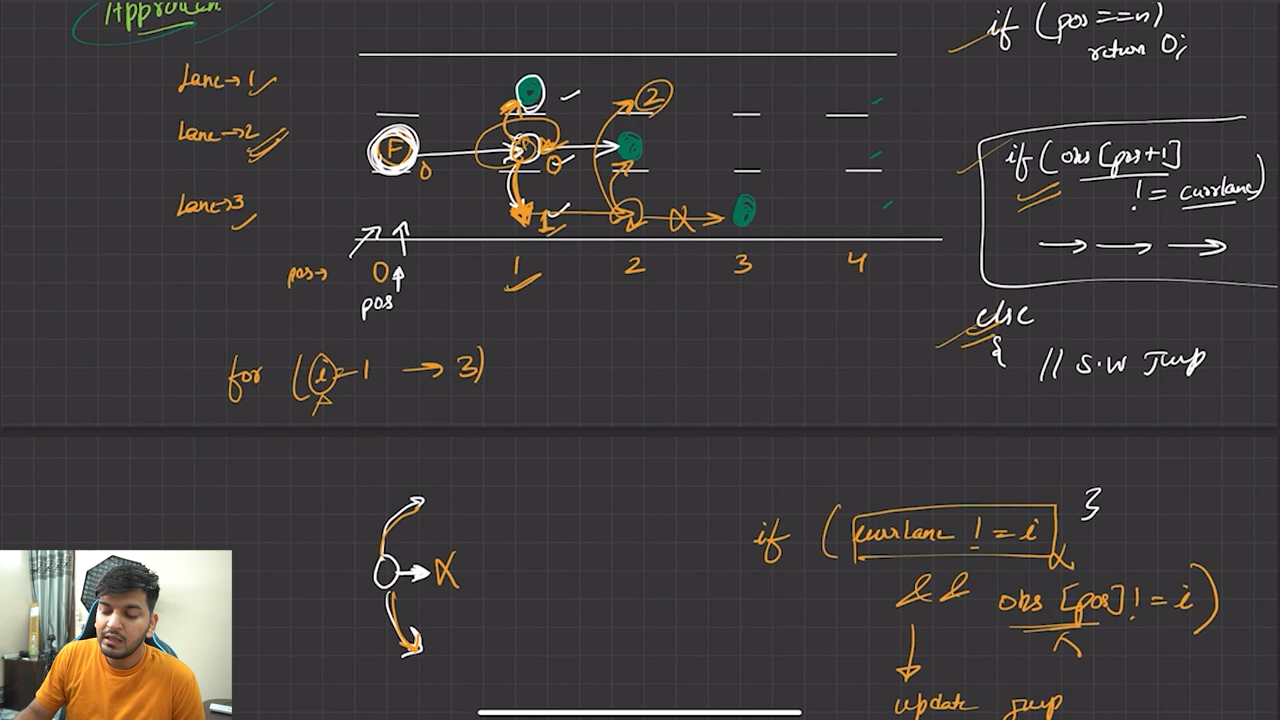 Approach
if (pos==n)
return 0;
Lane→1
Lane→2
Lane→3
F
0
0
1
2
if (obs[pos+1]
!= currlane)
pos→
0
1
2
3
4
pos
else
{
// S.W Jump
for (i=1 → 3)
}
if (currlane != i
&& obs [pos] != i)
update jump